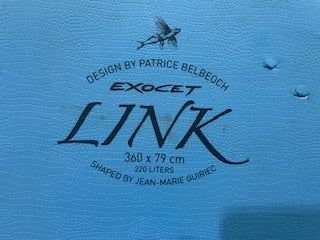 DESIGN BY PATRICE BELBEOCH
EXOCET
LINK
360 x 79 cm
220 LITERS
SHAPED BY JEAN-MARIE GUIRIEC